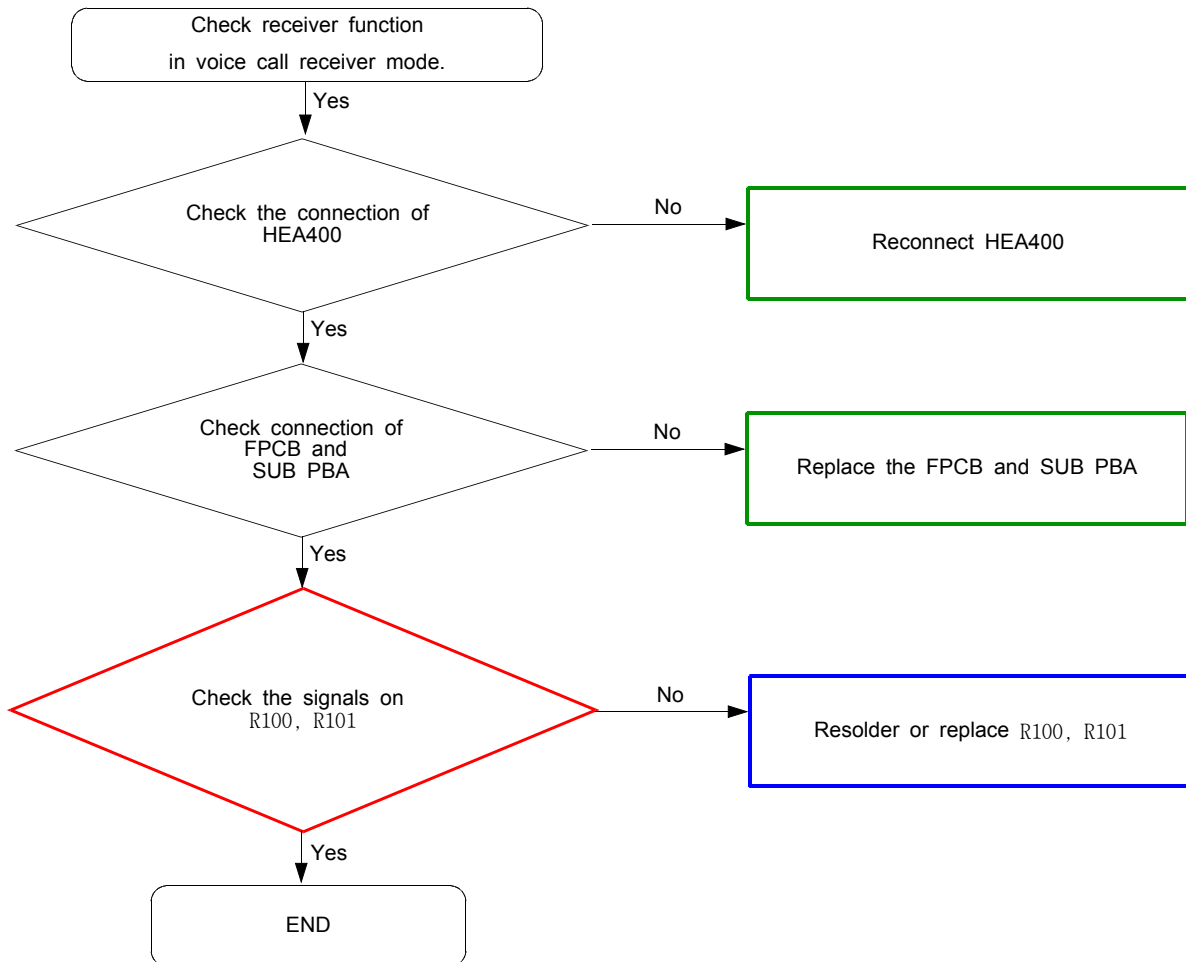 Check receiver function
in voice call receiver mode.
Yes
Check the connection of
HEA400
No
Reconnect HEA400
Yes
Check connection of
FPCB and
SUB PBA
No
Replace the FPCB and SUB PBA
Yes
Check the signals on
R100, R101
No
Resolder or replace R100, R101
Yes
END